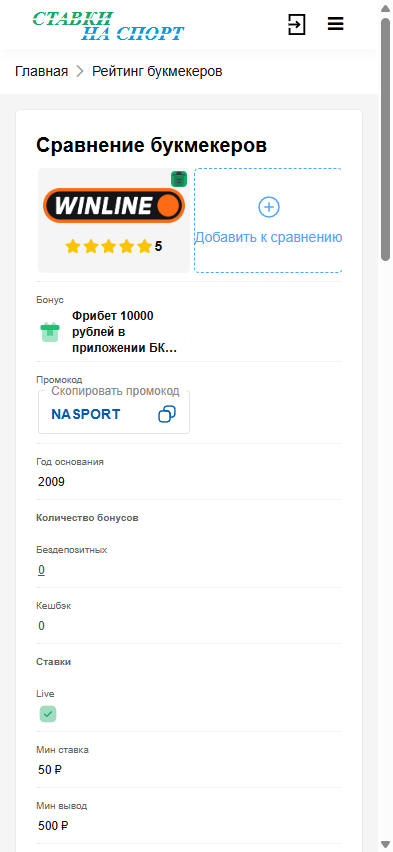 СТАВКИ
НА СПОРТ
Главная > Рейтинг букмекеров
Сравнение букмекеров
WINLINE
5
Добавить к сравнению
Бонус
Фрибет 10000
рублей в
приложении БК...
Промокод
Скопировать промокод
NASPORT
Год основания
2009
Количество бонусов
Бездепозитных
0
Кешбэк
0
Ставки
Live
Мин ставка
50 ₽
Мин вывод
500 ₽